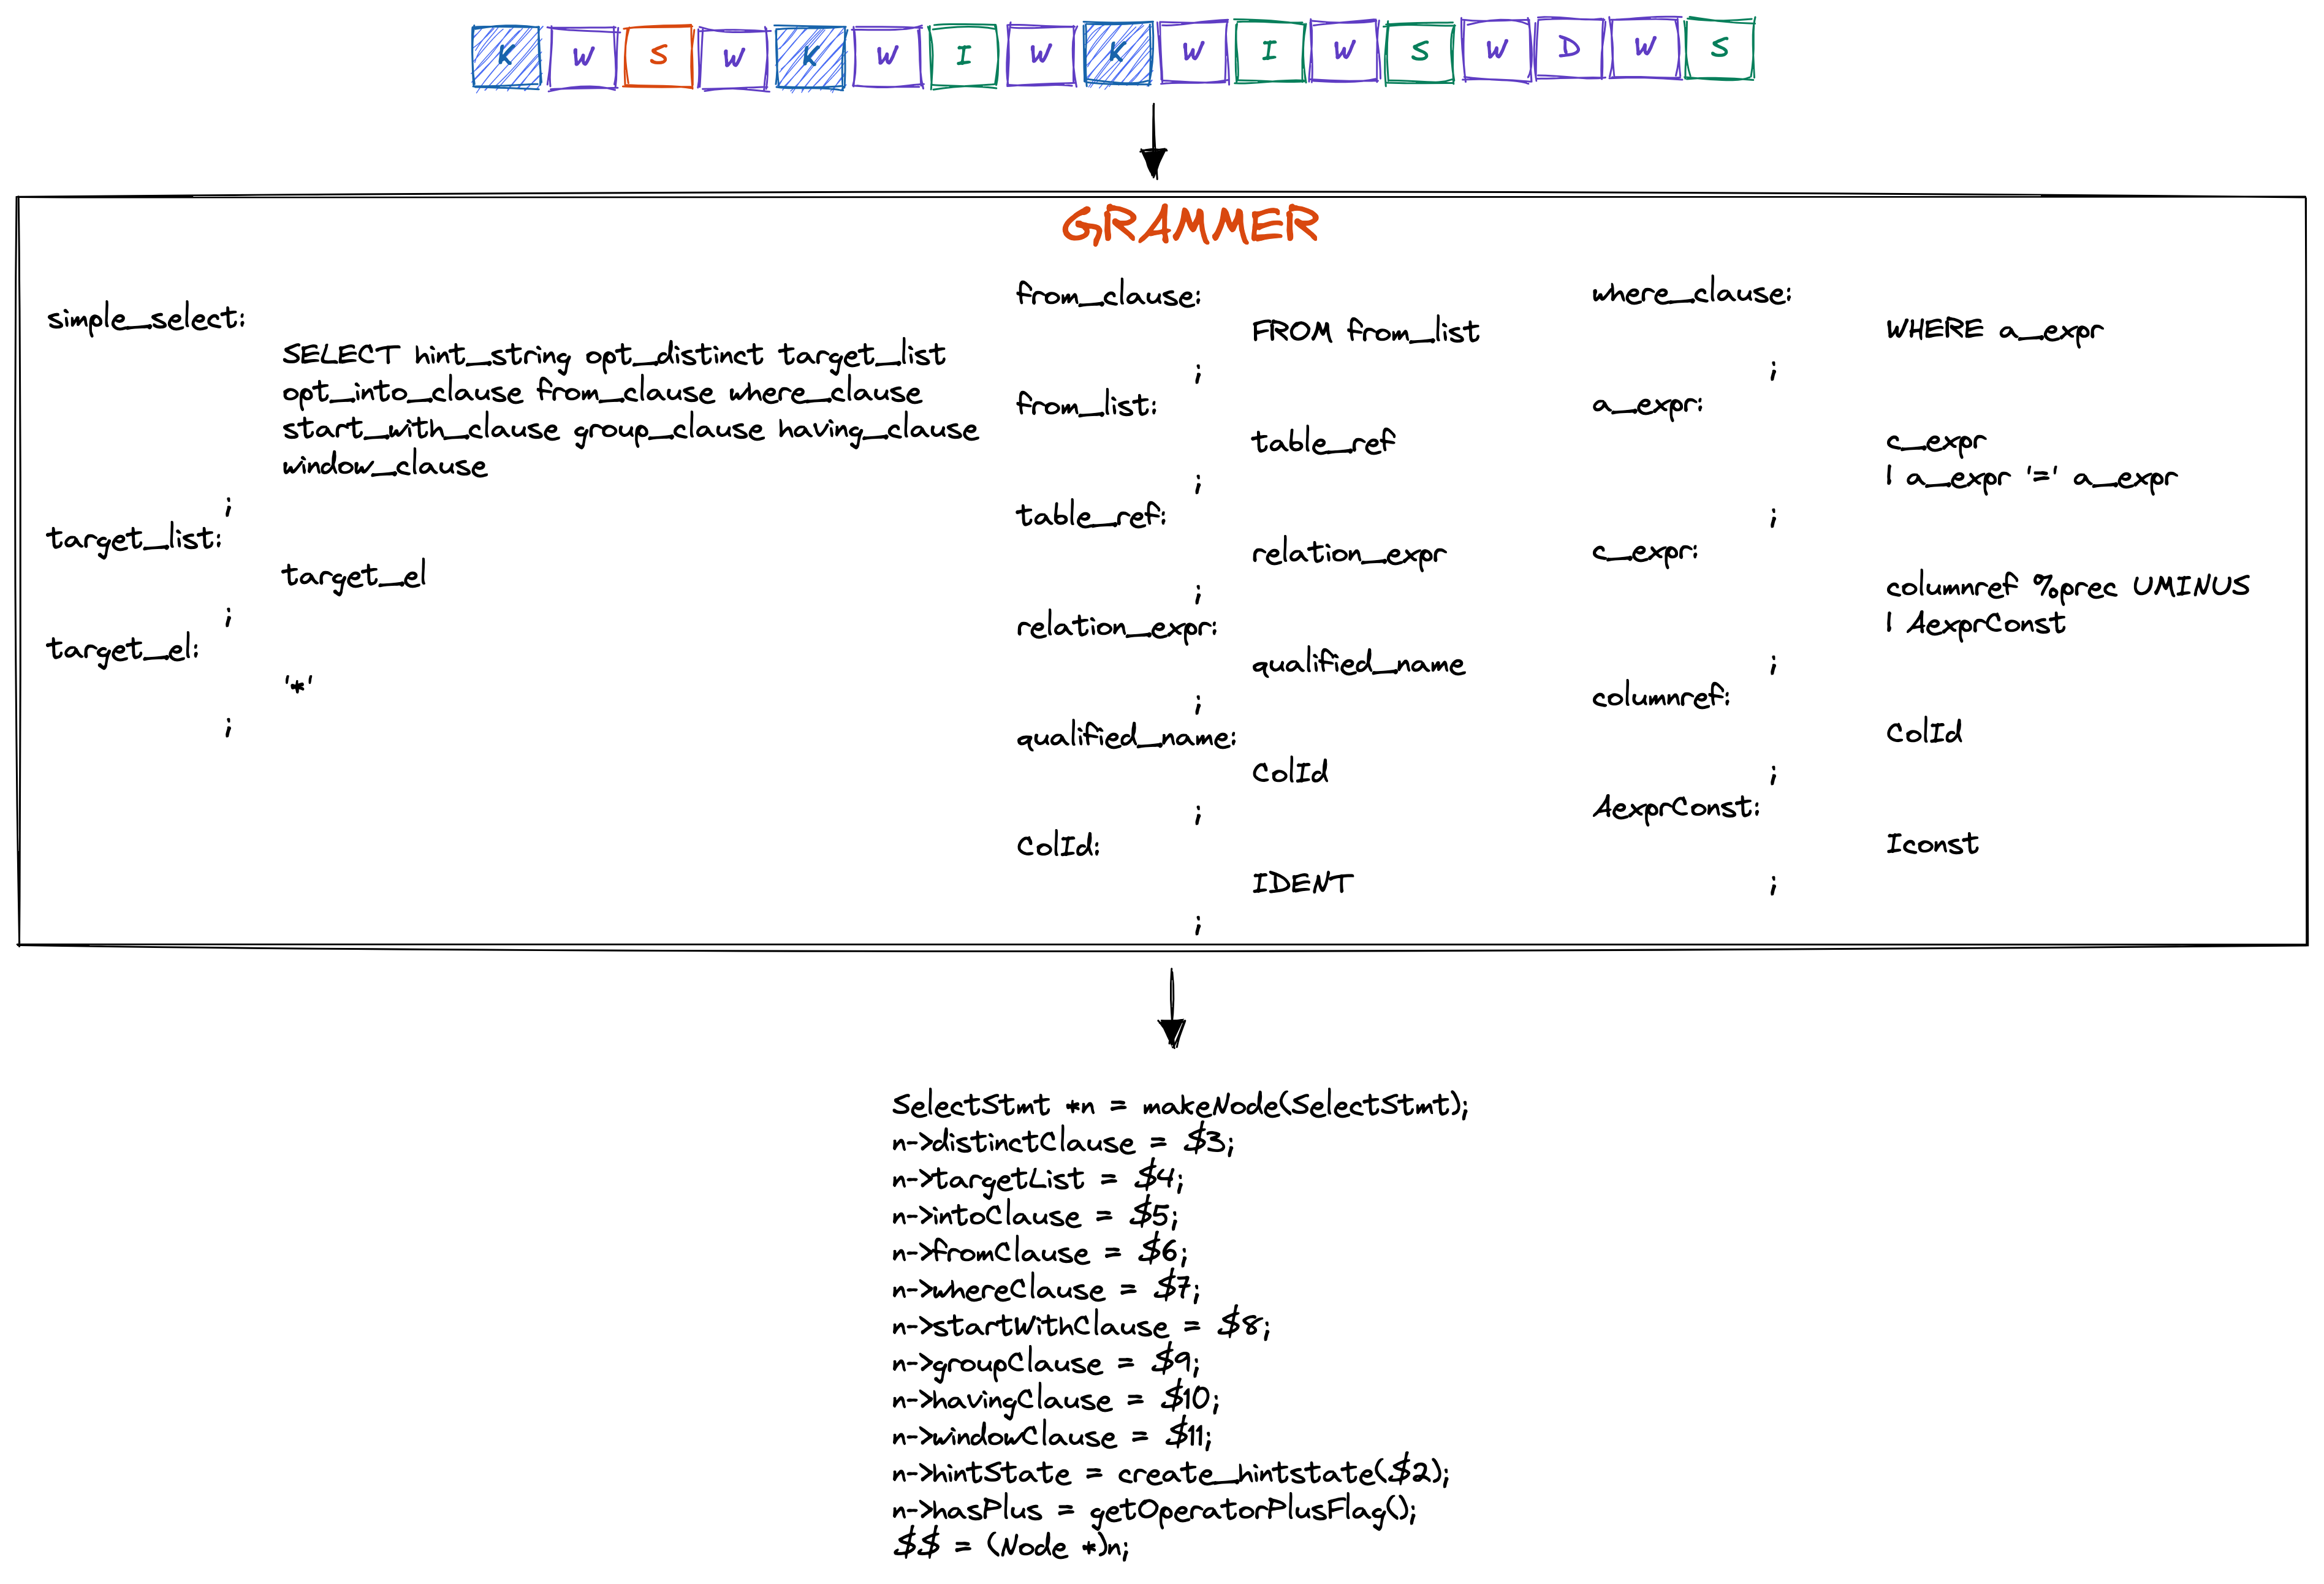 K W S W K W I W K W I W S W D W S
GRAMMER
simple_select:
SELECT hint_string opt_distinct target_list
opt_into_clause from_clause where_clause
start_with_clause group_clause having_clause
window_clause
;
target_list:
target_el
;
target_el:
'*'
;
from_clause:
FROM from_list
;
from_list:
table_ref
;
table_ref:
relation_expr
;
relation_expr:
qualified_name
;
qualified_name:
ColId
;
ColId:
IDENT
;
where_clause:
WHERE a_expr
;
a_expr:
c_expr
| a_expr '=' a_expr
;
c_expr:
columnref %prec UMINUS
| AexprConst
;
columnref:
ColId
;
AexprConst:
Iconst
;
SelectStmt *n = makeNode(SelectStmt);
n->distinctClause = $3;
n->targetList = $4;
n->intoClause = $5;
n->fromClause = $6;
n->whereClause = $7;
n->startWithClause = $8;
n->groupClause = $9;
n->havingClause = $10;
n->windowClause = $11;
n->hintState = create_hintstate($2);
n->hasPlus = getOperatorPlusFlag();
$$ = (Node *)n;